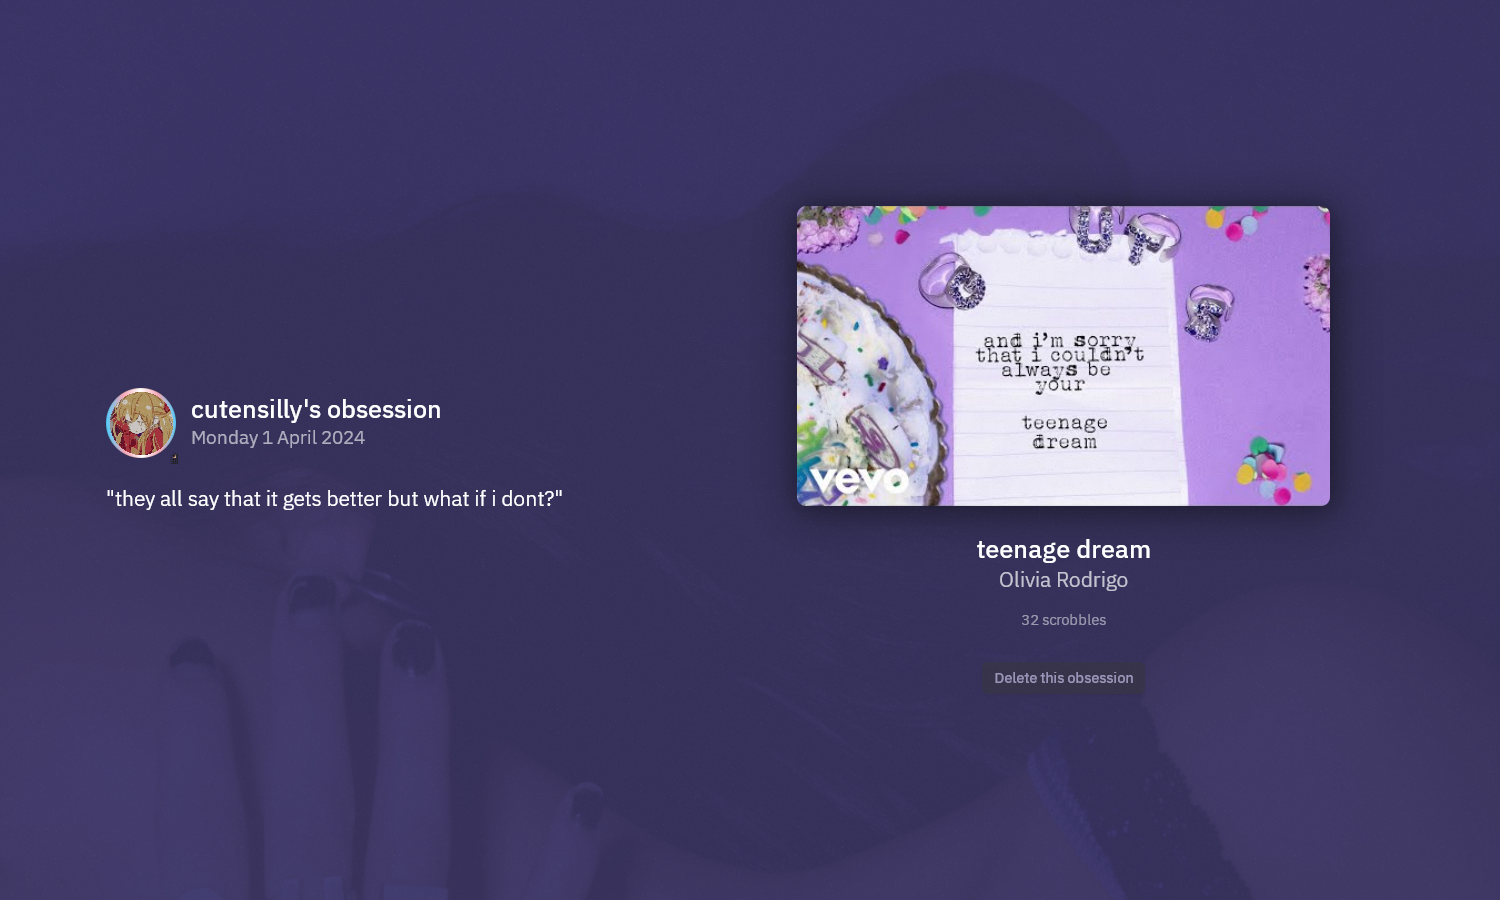 cutensilly's obsession
Monday 1 April 2024
"they all say that it gets better but what if i dont?"
and i'm sorry
that i couldn't
always be
your
teenage
dream
vevo
teenage dream
Olivia Rodrigo
32 scrobbles
Delete this obsession